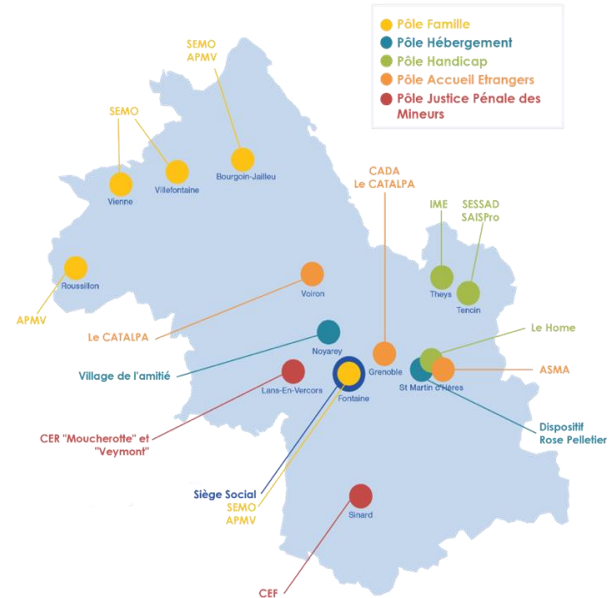 Pôle Famille
Pôle Hébergement
Pôle Handicap
Pôle Accueil Etrangers
Pôle Justice Pénale des
Mineurs
SEMO
APMV
SEMO
Bourgoin-Jailleu
Villefontaine
Vienne
CADA
Le CATALPA
IME
SESSAD
SAISPro
Roussillon
Voiron
Theys
Tencin
APMV
Le CATALPA
Le Home
Noyarey
Village de l'amitié
Grenoble
ASMA
Lans-En-Vercors
St Martin d'Hères
Fontaine
CER "Moucherotte" et
"Veymont"
Dispositif
Rose Pelletier
Siège Social
SEMO
APMV
Sinard
CEF